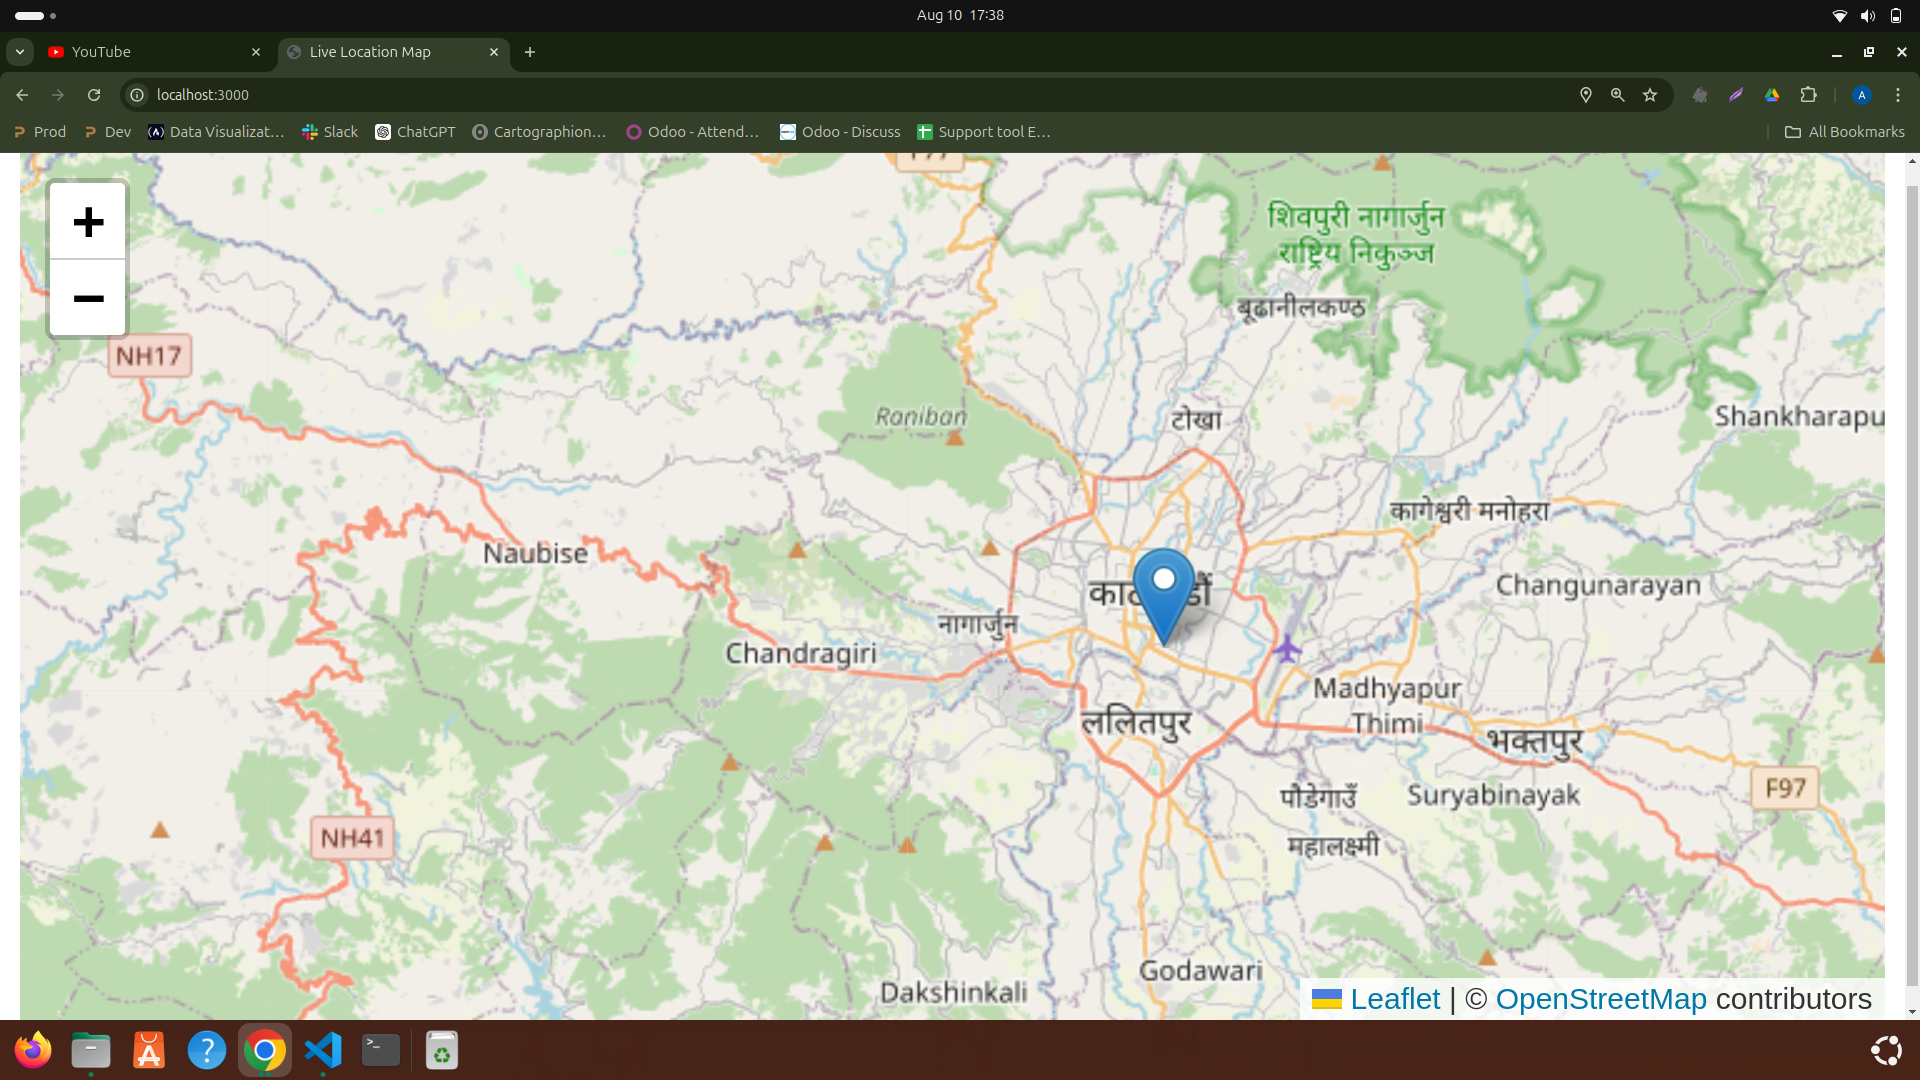 Aug 10 17:38
YouTube
Live Location Map
localhost:3000
Prod
Dev
Data Visualizat...
Slack
ChatGPT
Cartographion...
Odoo - Attend...
Odoo - Discuss
Support tool E...
All Bookmarks
A
+
−
शिवपुरी नागार्जुन
राष्ट्रिय निकुञ्ज
बूढानीलकण्ठ
NH17
Raniban
टोखा
Shankharapu
कागेश्वरी मनोहरा
Naubise
Changunarayan
नागार्जुन
Chandragiri
Madhyapur
Thimi
ललितपुर
भक्तपुर
F97
पौडेगाउँ
Suryabinayak
NH41
महालक्ष्मी
Godawari
Dakshinkali
Leaflet | © OpenStreetMap contributors